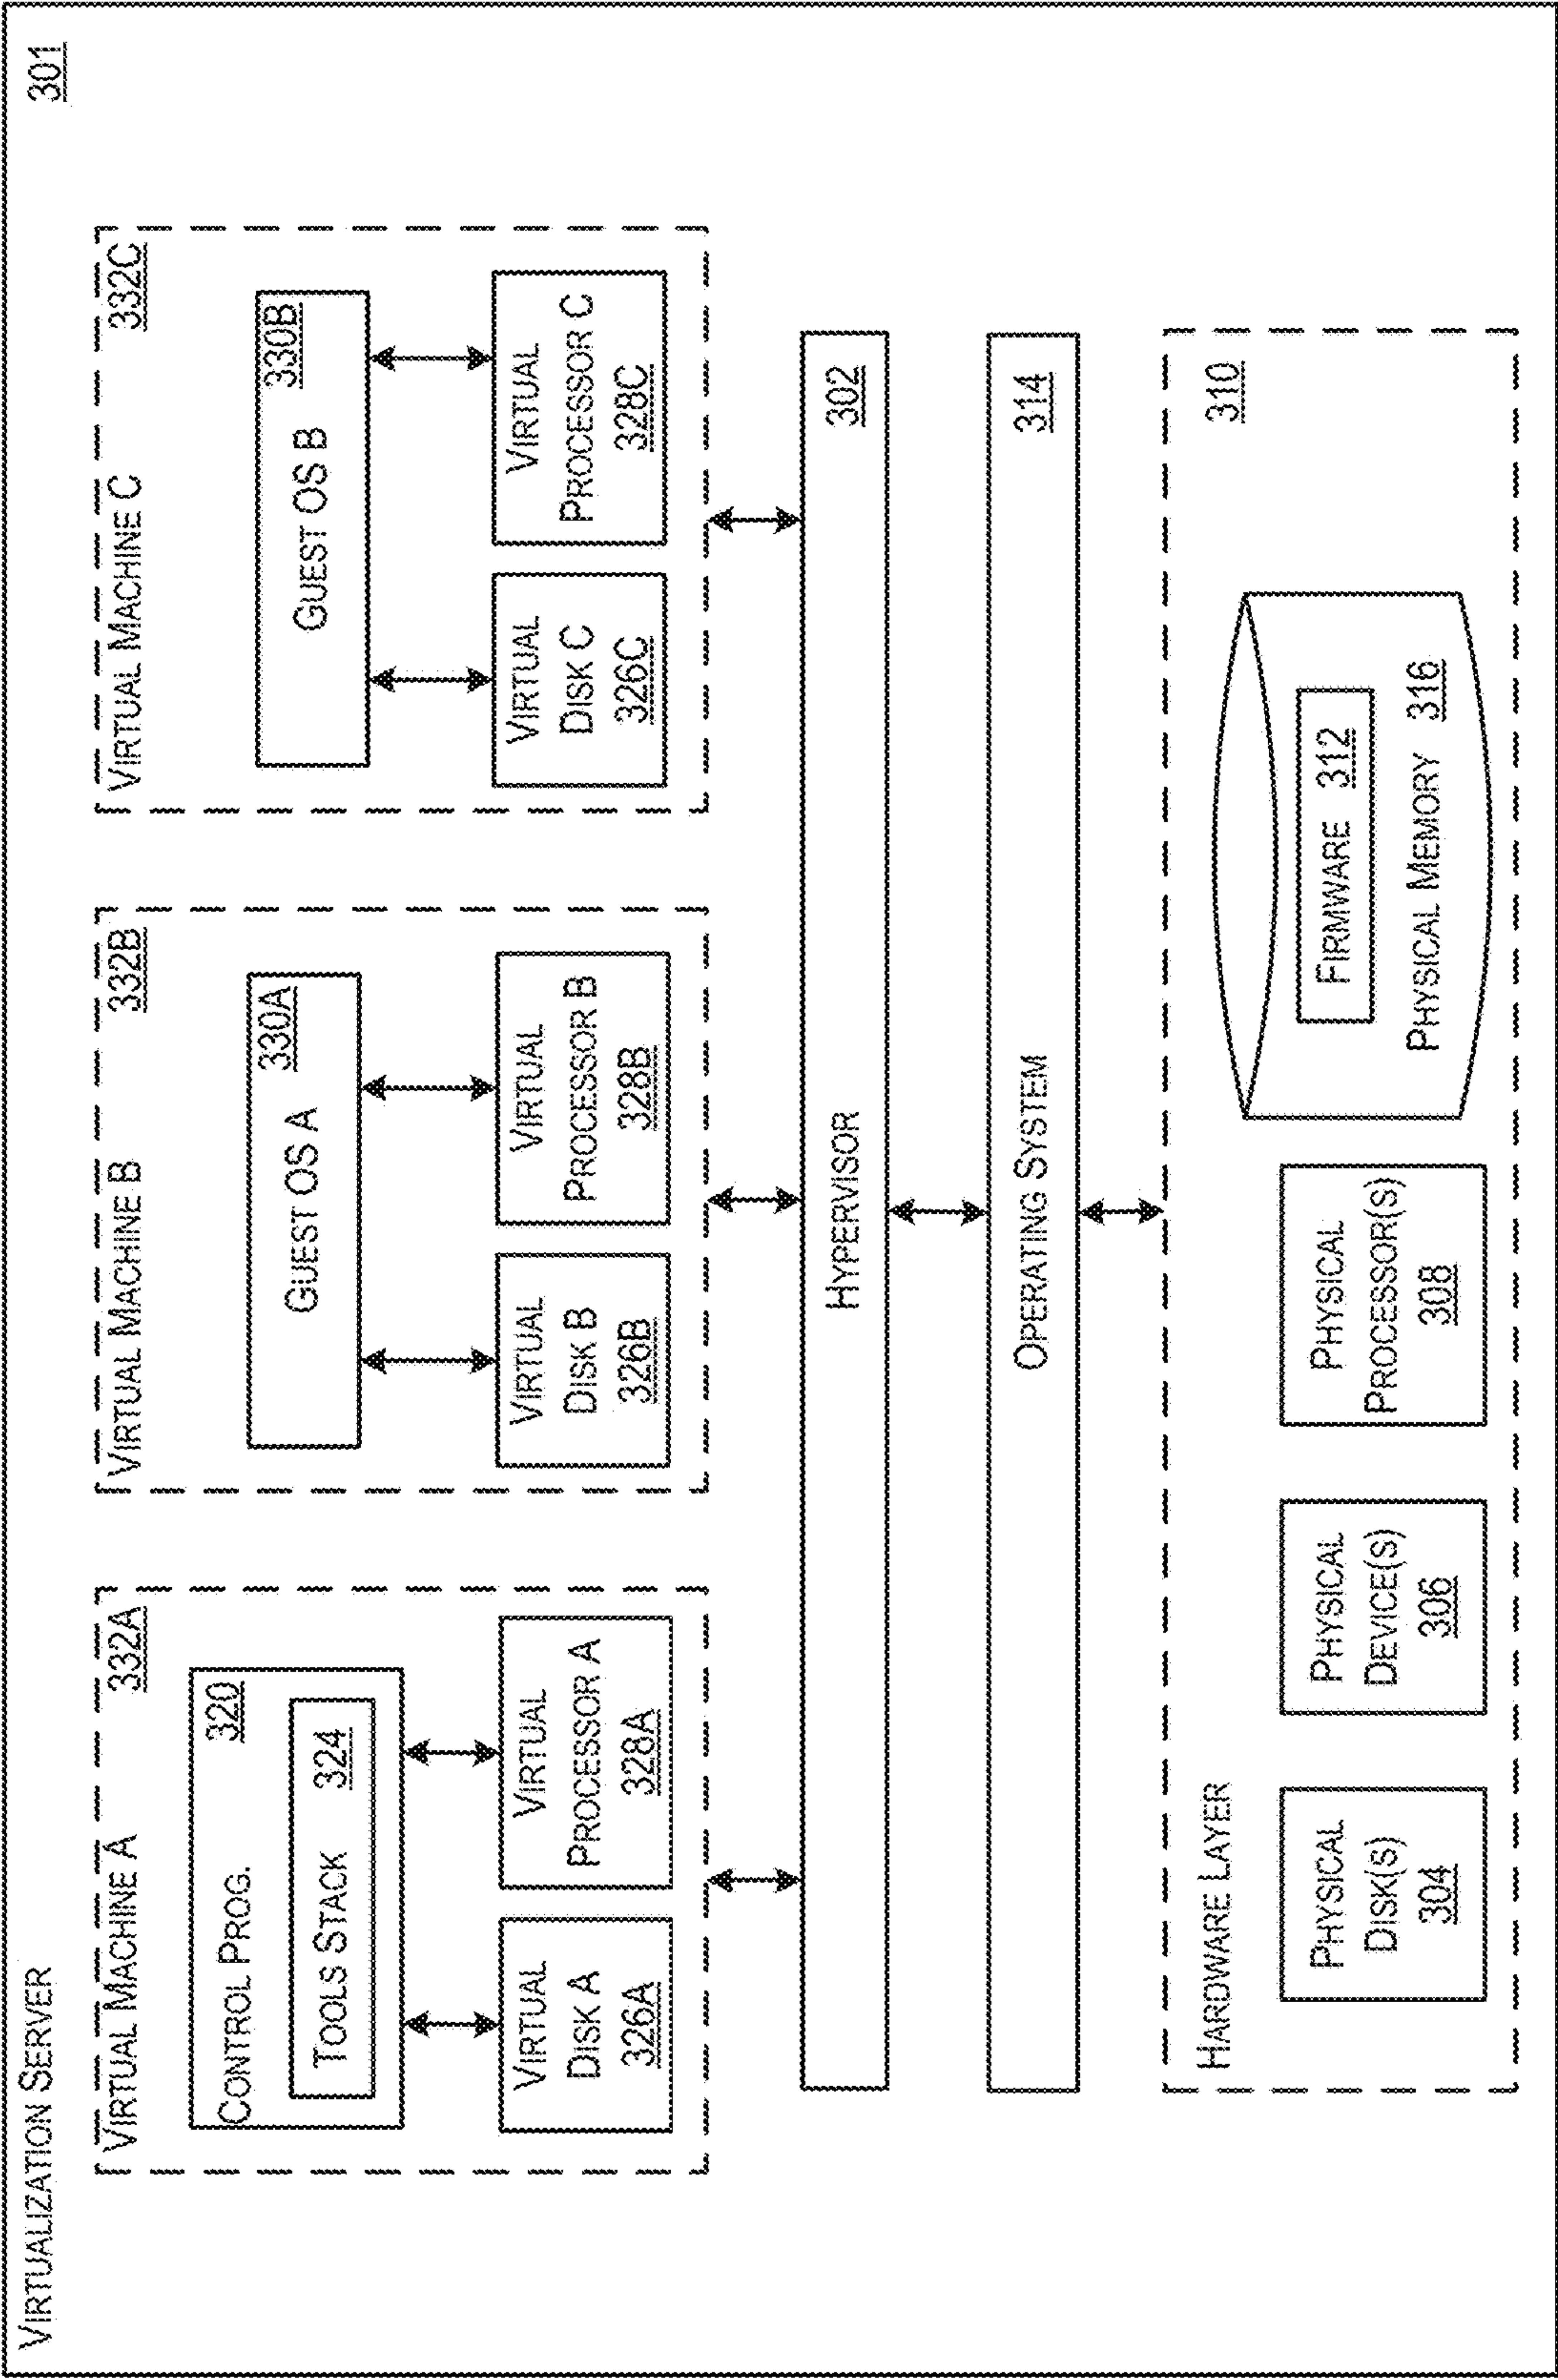 VIRTUALIZATION SERVER 301
VIRTUAL MACHINE A 332A
CONTROL PROG. 320
TOOLS STACK 324
VIRTUAL
DISK A
326A
VIRTUAL
PROCESSOR A
328A
VIRTUAL MACHINE B 332B
GUEST OS A 330A
VIRTUAL
DISK B
326B
VIRTUAL
PROCESSOR B
328B
VIRTUAL MACHINE C 332C
GUEST OS B 330B
VIRTUAL
DISK C
326C
VIRTUAL
PROCESSOR C
328C
HYPERVISOR 302
OPERATING SYSTEM 314
HARDWARE LAYER 310
PHYSICAL
DISK(S)
304
PHYSICAL
DEVICE(S)
306
PHYSICAL
PROCESSOR(S)
308
FIRMWARE 312
PHYSICAL MEMORY 316